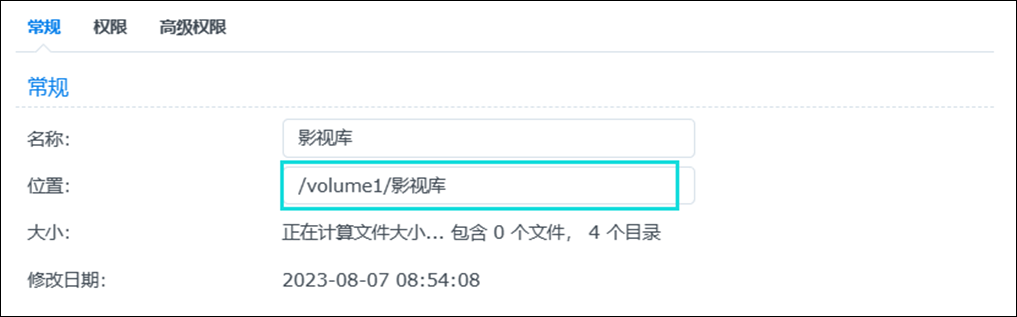 常规 权限 高级权限
常规
名称: 影视库
位置: /volume1/影视库
大小: 正在计算文件大小... 包含 0 个文件， 4 个目录
修改日期: 2023-08-07 08:54:08